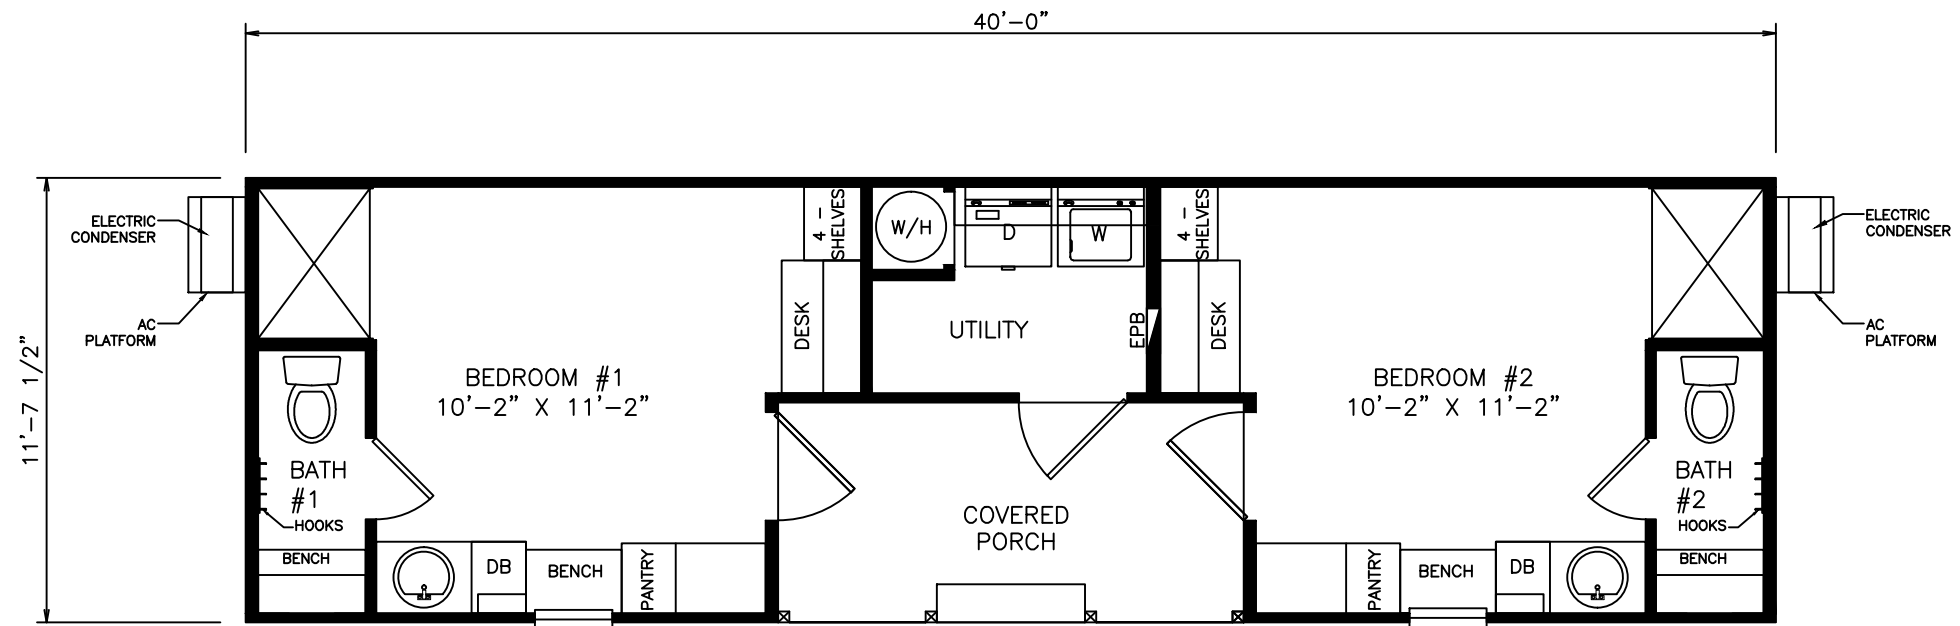 40'-0"
11'-7 1/2"
ELECTRIC
CONDENSER
AC
PLATFORM
4 -
SHELVES
W/H
D
W
4 -
SHELVES
ELECTRIC
CONDENSER
AC
PLATFORM
DESK
UTILITY
EPB
DESK
BEDROOM #1
10'-2" X 11'-2"
BEDROOM #2
10'-2" X 11'-2"
BATH
#1
HOOKS
BENCH
COVERED
PORCH
BATH
#2
HOOKS
BENCH
DB
BENCH
PANTRY
PANTRY
BENCH
DB